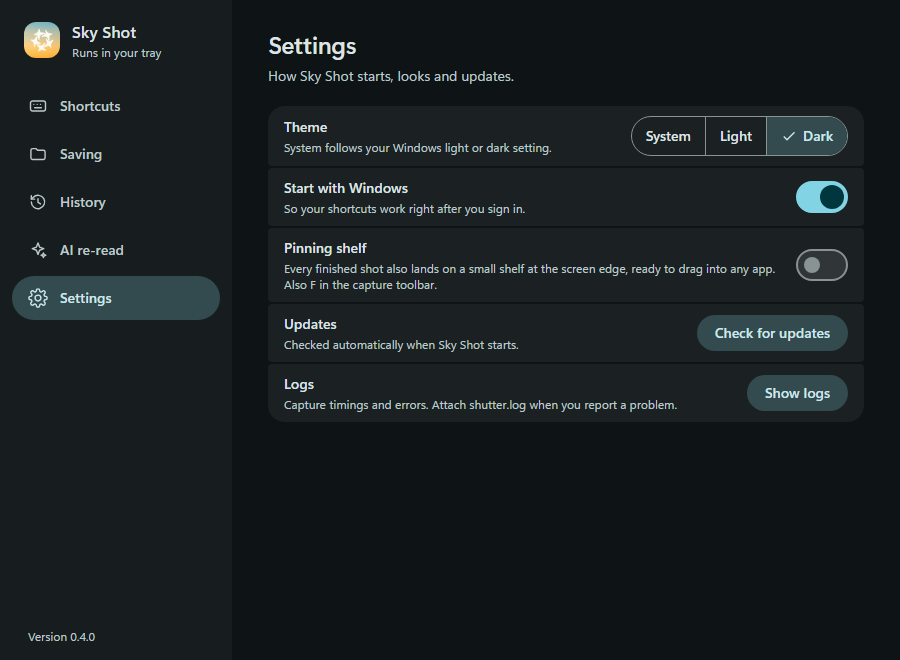 Sky Shot
Runs in your tray
Shortcuts
Saving
History
AI re-read
Settings
Version 0.4.0
Settings
How Sky Shot starts, looks and updates.
Theme
System follows your Windows light or dark setting.
System Light Dark
Start with Windows
So your shortcuts work right after you sign in.
Pinning shelf
Every finished shot also lands on a small shelf at the screen edge, ready to drag into any app.
Also F in the capture toolbar.
Updates
Checked automatically when Sky Shot starts.
Check for updates
Logs
Capture timings and errors. Attach shutter.log when you report a problem.
Show logs